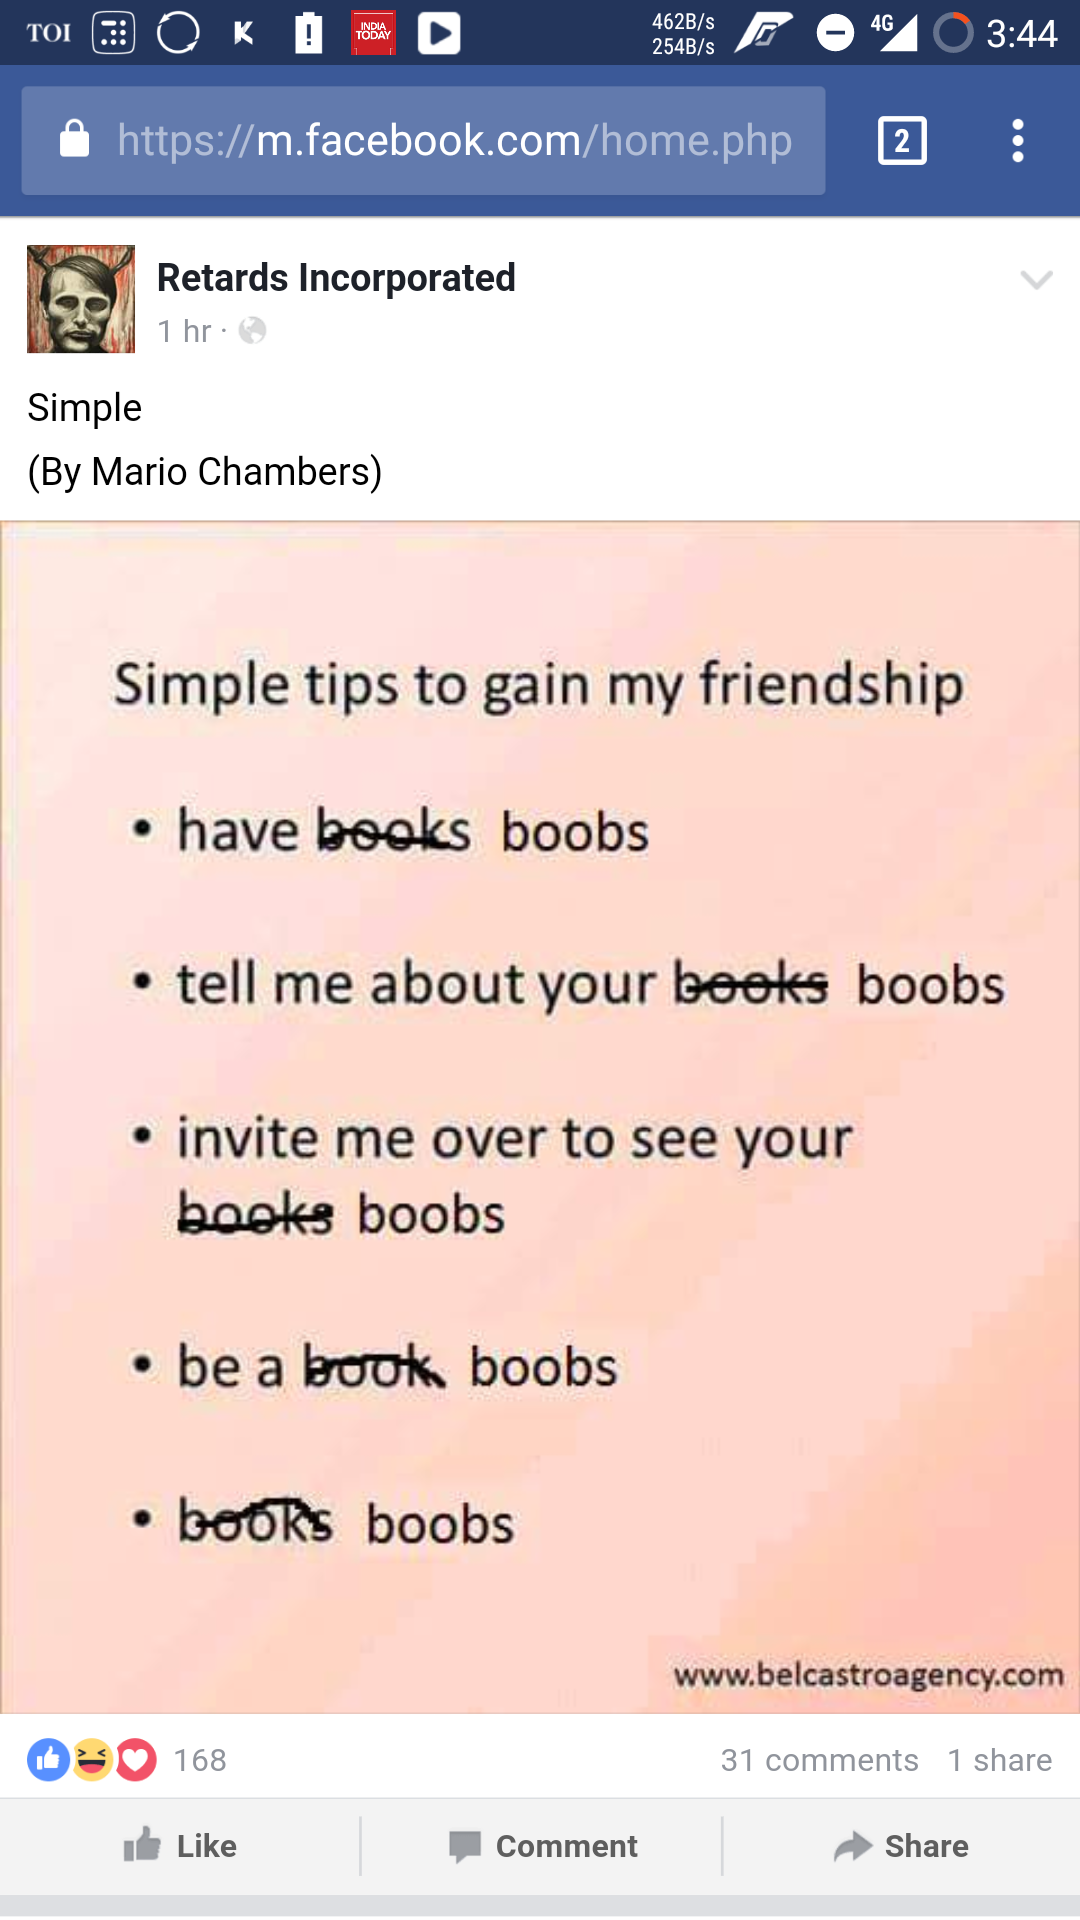 TOI K INDIA TODAY 462B/s 254B/s 4G 3:44
https://m.facebook.com/home.php 2
Retards Incorporated
1 hr ·
Simple
(By Mario Chambers)
Simple tips to gain my friendship
• have books boobs
• tell me about your books boobs
• invite me over to see your
books boobs
• be a book boobs
• books boobs
www.belcastroagency.com
168 31 comments 1 share
Like Comment Share